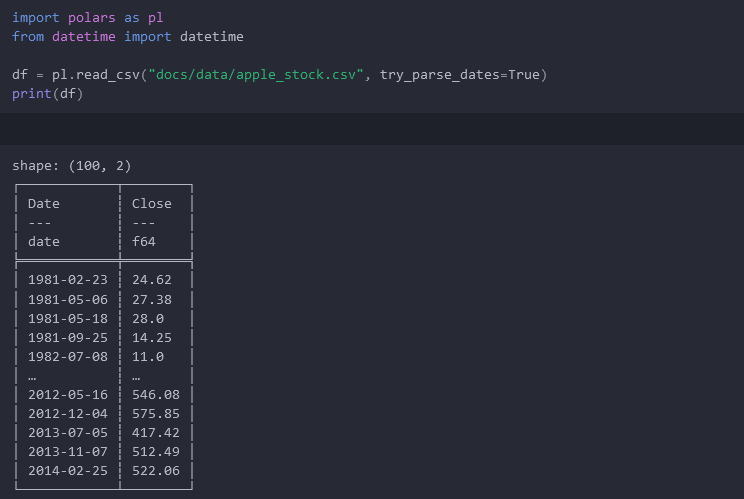 import polars as pl
from datetime import datetime
df = pl.read_csv("docs/data/apple_stock.csv", try_parse_dates=True)
print(df)
shape: (100, 2)
Date Close
--- ---
date f64
1981-02-23 24.62
1981-05-06 27.38
1981-05-18 28.0
1981-09-25 14.25
1982-07-08 11.0
… …
2012-05-16 546.08
2012-12-04 575.85
2013-07-05 417.42
2013-11-07 512.49
2014-02-25 522.06